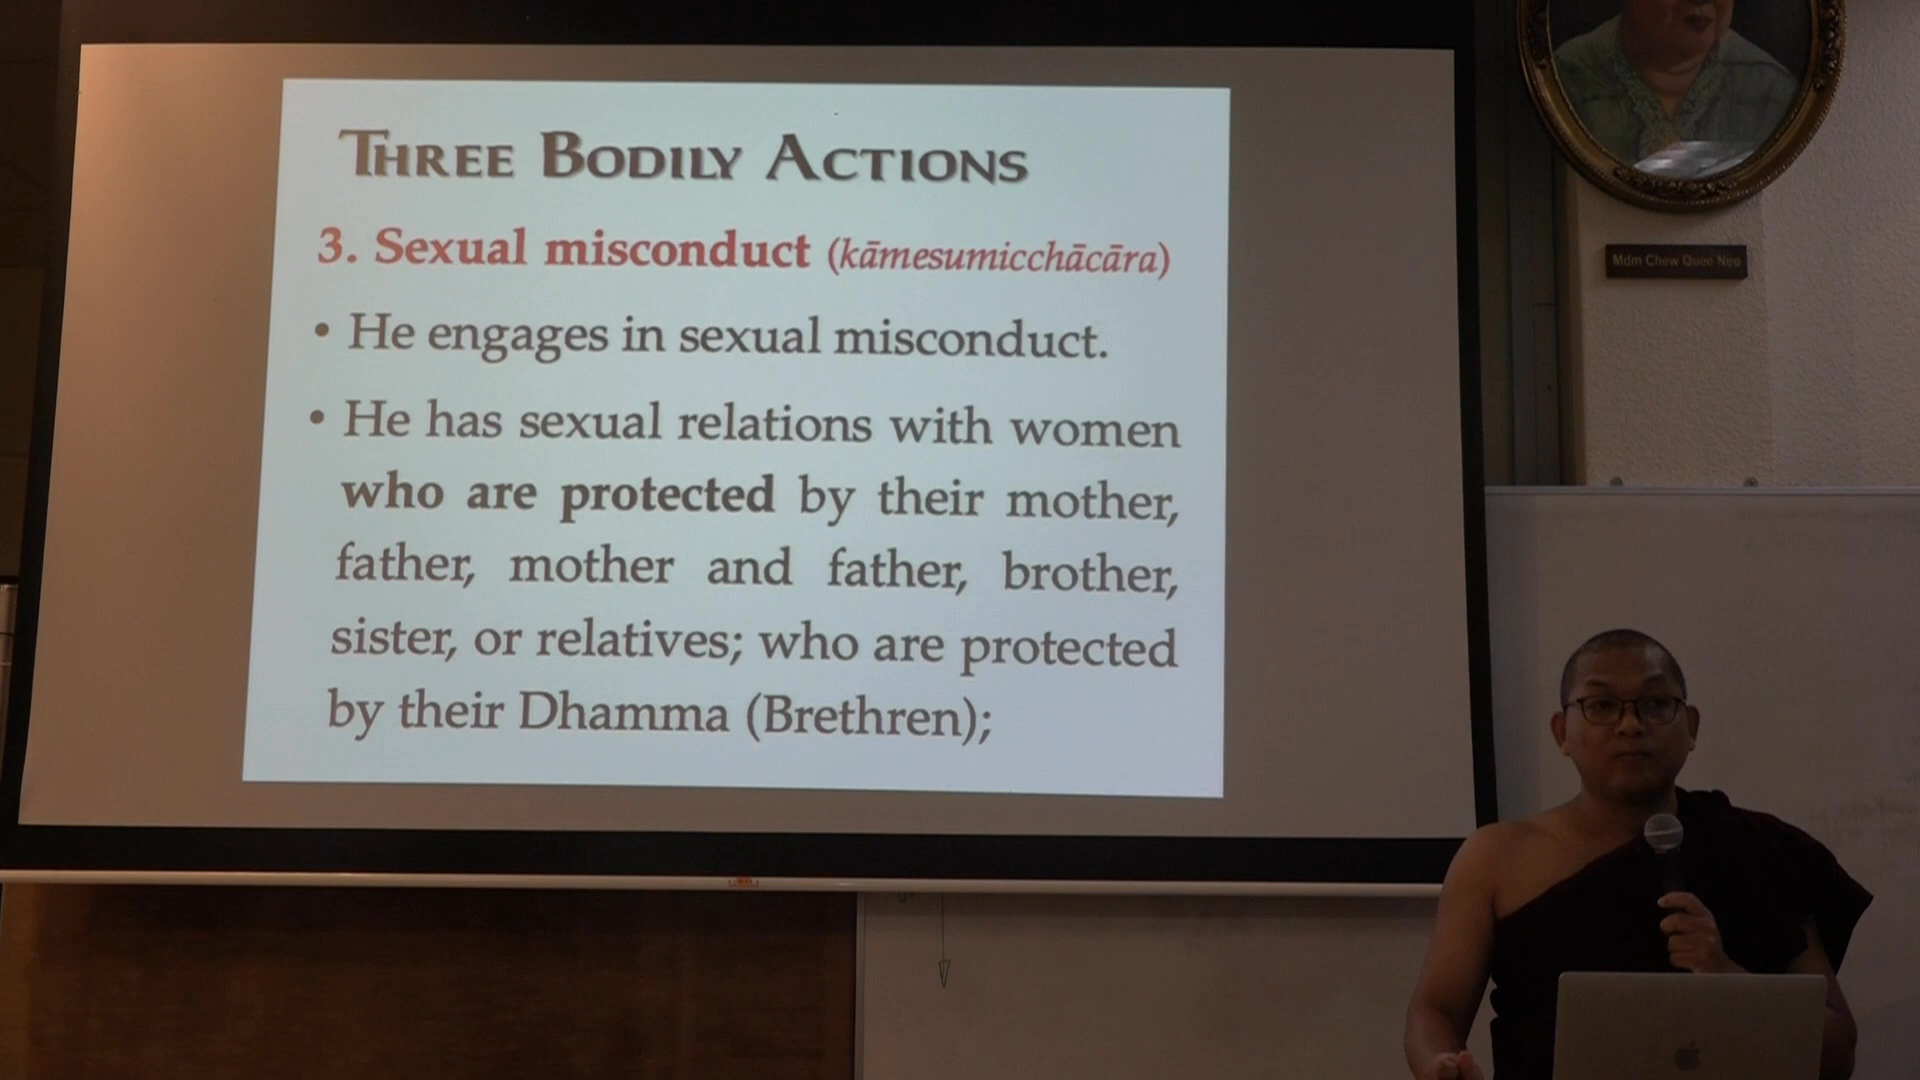 THREE BODILY ACTIONS
3. Sexual misconduct (kāmesumicchācāra)
• He engages in sexual misconduct.
• He has sexual relations with women
who are protected by their mother,
father, mother and father, brother,
sister, or relatives; who are protected
by their Dhamma (Brethren);
Mdm Chew Quee Neo